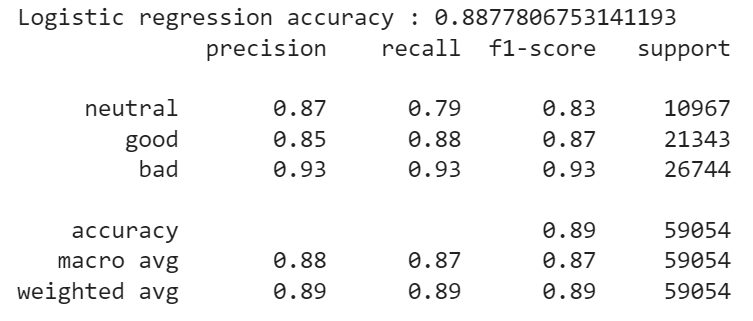 Logistic regression accuracy : 0.8877806753141193
precision recall f1-score support
neutral 0.87 0.79 0.83 10967
good 0.85 0.88 0.87 21343
bad 0.93 0.93 0.93 26744
accuracy 0.89 59054
macro avg 0.88 0.87 0.87 59054
weighted avg 0.89 0.89 0.89 59054